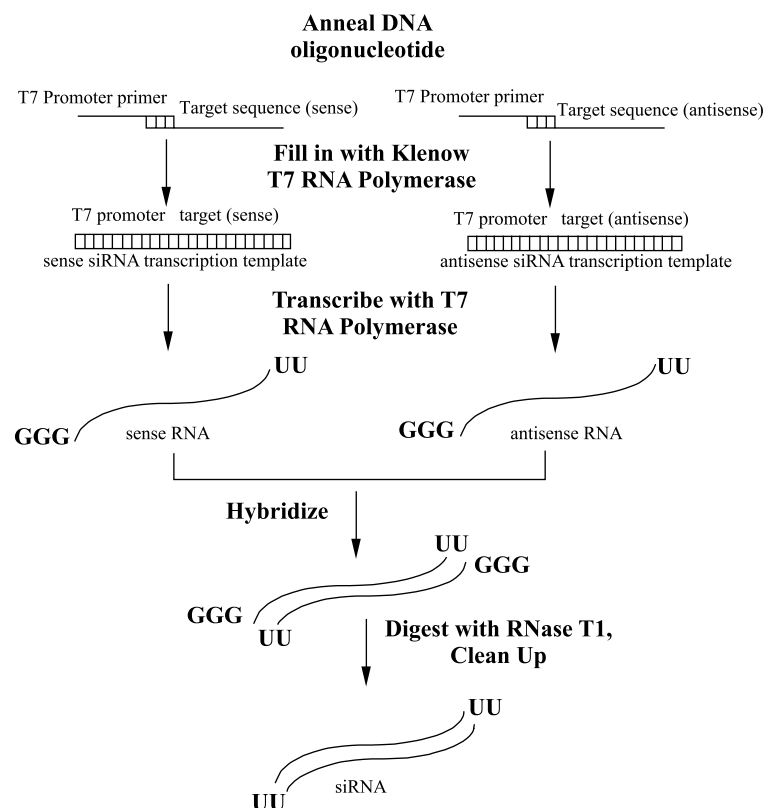 Anneal DNA
oligonucleotide
T7 Promoter primer
Target sequence (sense)
T7 Promoter primer
Target sequence (antisense)
Fill in with Klenow
T7 RNA Polymerase
T7 promoter target (sense)
sense siRNA transcription template
T7 promoter target (antisense)
antisense siRNA transcription template
Transcribe with T7
RNA Polymerase
UU
GGG
sense RNA
UU
GGG
antisense RNA
Hybridize
UU
GGG
GGG
UU
Digest with RNase T1,
Clean Up
UU
siRNA
UU